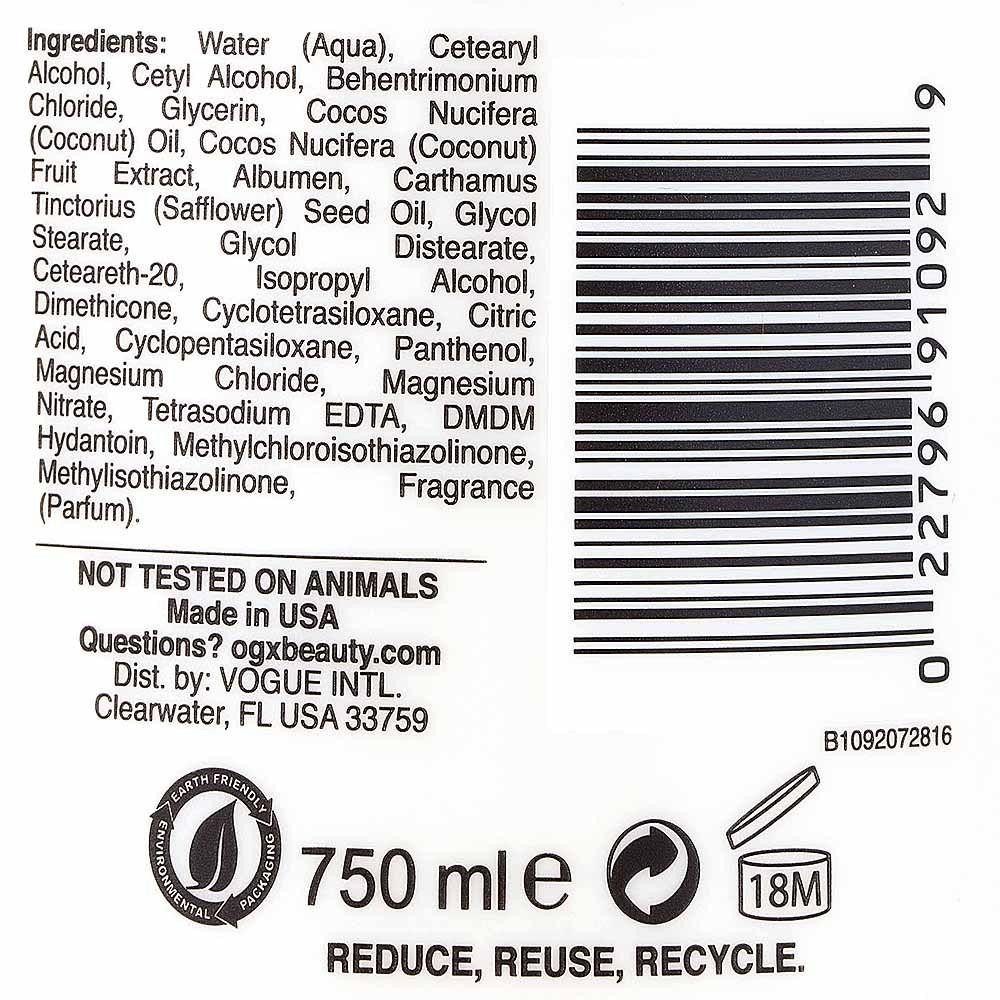 Ingredients: Water (Aqua), Cetearyl
Alcohol, Cetyl Alcohol, Behentrimonium
Chloride, Glycerin, Cocos Nucifera
(Coconut) Oil, Cocos Nucifera (Coconut)
Fruit Extract, Albumen, Carthamus
Tinctorius (Safflower) Seed Oil, Glycol
Stearate, Glycol Distearate,
Ceteareth-20, Isopropyl Alcohol,
Dimethicone, Cyclotetrasiloxane, Citric
Acid, Cyclopentasiloxane, Panthenol,
Magnesium Chloride, Magnesium
Nitrate, Tetrasodium EDTA, DMDM
Hydantoin, Methylchloroisothiazolinone,
Methylisothiazolinone, Fragrance
(Parfum).
NOT TESTED ON ANIMALS
Made in USA
Questions? ogxbeauty.com
Dist. by: VOGUE INTL.
Clearwater, FL USA 33759
0 22796 91092 9
B1092072816
EARTH FRIENDLY
ENVIRONMENTAL
PACKAGING
750 ml e
18M
REDUCE, REUSE, RECYCLE.